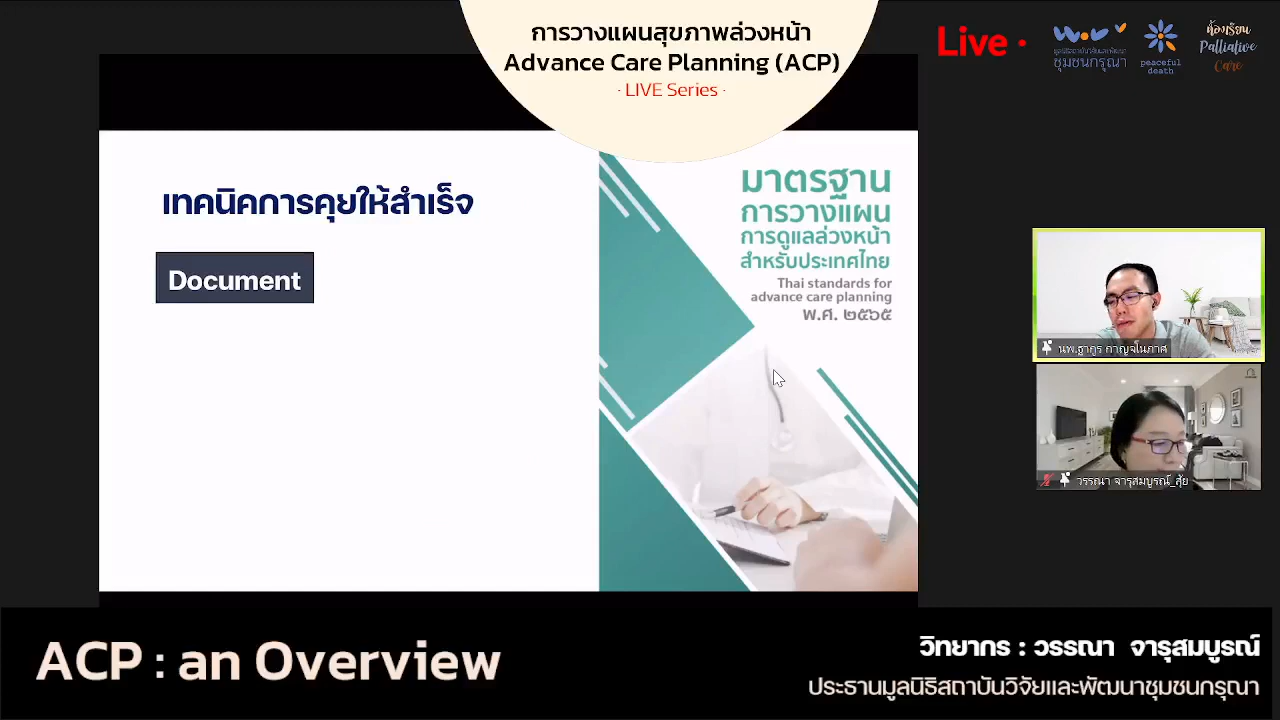 การวางแผนสุขภาพล่วงหน้า
Advance Care Planning (ACP)
· LIVE Series ·
Live ·
ชุมชนกรุณา
peaceful
death
ห้องเรียน
Palliative
Care
เทคนิคการคุยให้สำเร็จ
Document
มาตรฐาน
การวางแผน
การดูแลล่วงหน้า
สำหรับประเทศไทย
Thai standards for
advance care planning
พ.ศ. ๒๕๖๕
นพ.ฐากูร กาญจโนภาศ
วรรณา จารุสมบูรณ์_สุ้ย
ACP : an Overview
วิทยากร : วรรณา จารุสมบูรณ์
ประธานมูลนิธิสถาบันวิจัยและพัฒนาชุมชนกรุณา